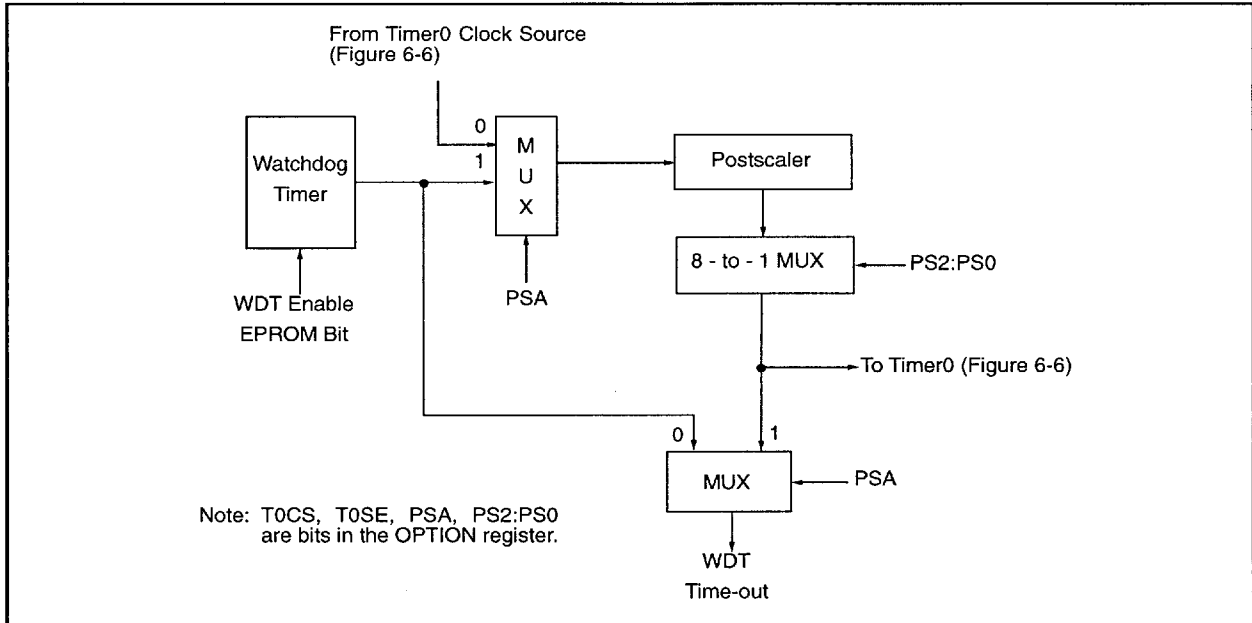 From Timer0 Clock Source
(Figure 6-6)
0
1
M
U
X
Watchdog
Timer
Postscaler
8 - to - 1 MUX
PS2:PS0
PSA
WDT Enable
EPROM Bit
To Timer0 (Figure 6-6)
0
1
MUX
PSA
Note: T0CS, T0SE, PSA, PS2:PS0
are bits in the OPTION register.
WDT
Time-out